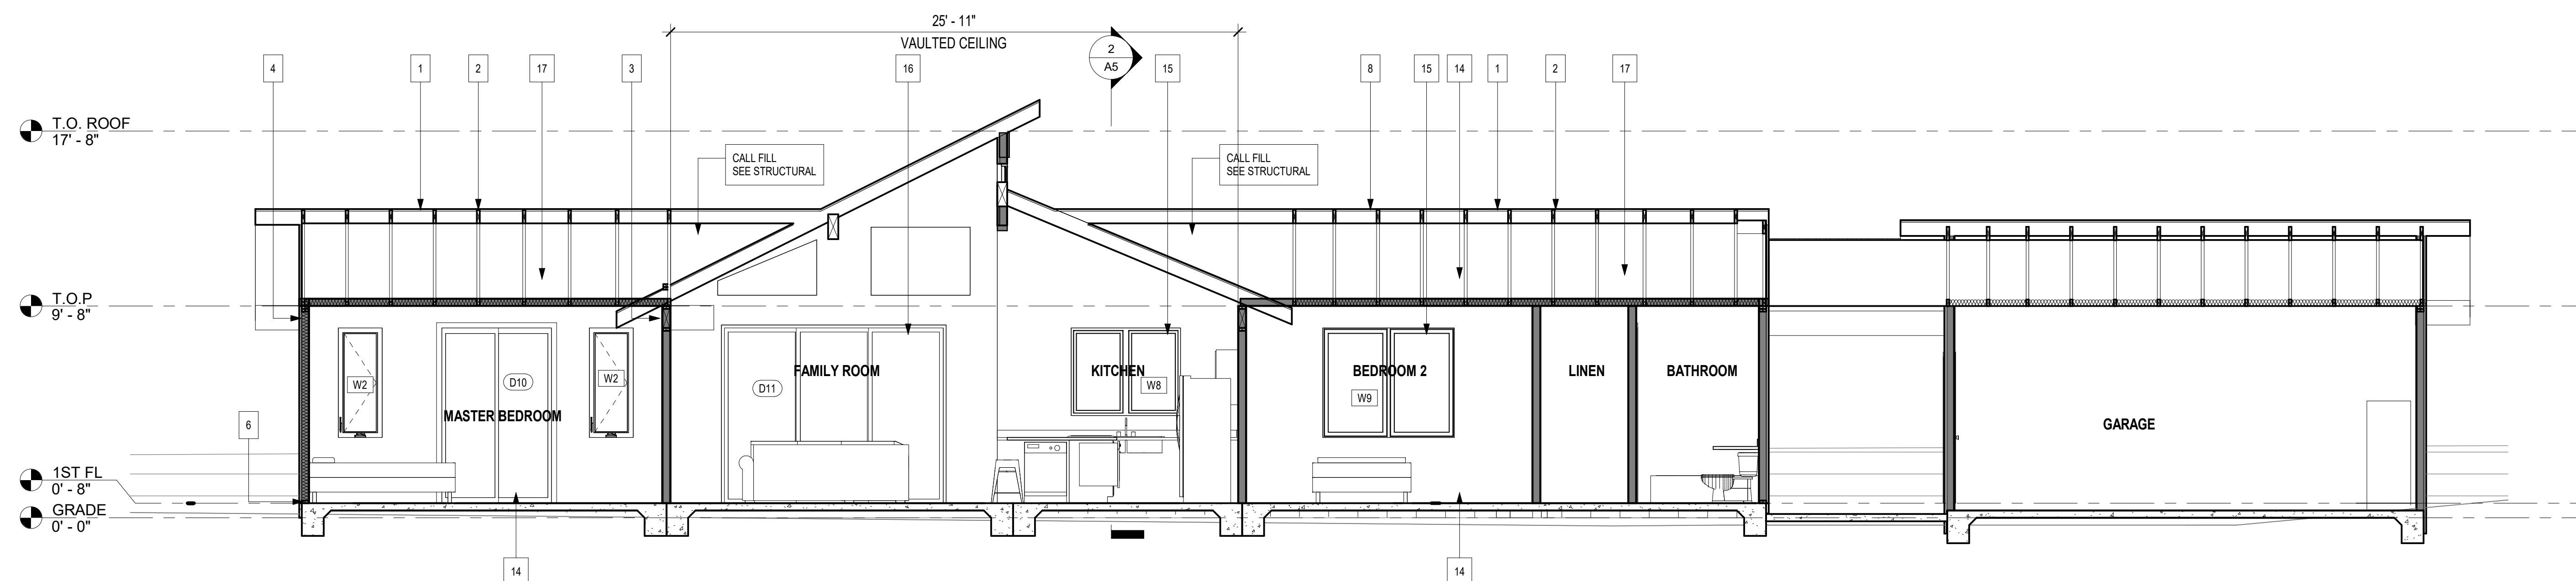 25' - 11"
VAULTED CEILING
2
A5
4
1
2
17
3
16
15
8
15
14
1
2
17
T.O. ROOF
17' - 8"
CALL FILL
SEE STRUCTURAL
CALL FILL
SEE STRUCTURAL
T.O.P
9' - 8"
W2
D10
W2
MASTER BEDROOM
D11
FAMILY ROOM
KITCHEN
W8
BEDROOM 2
W9
LINEN
BATHROOM
GARAGE
6
1ST FL
0' - 8"
GRADE
0' - 0"
14
14